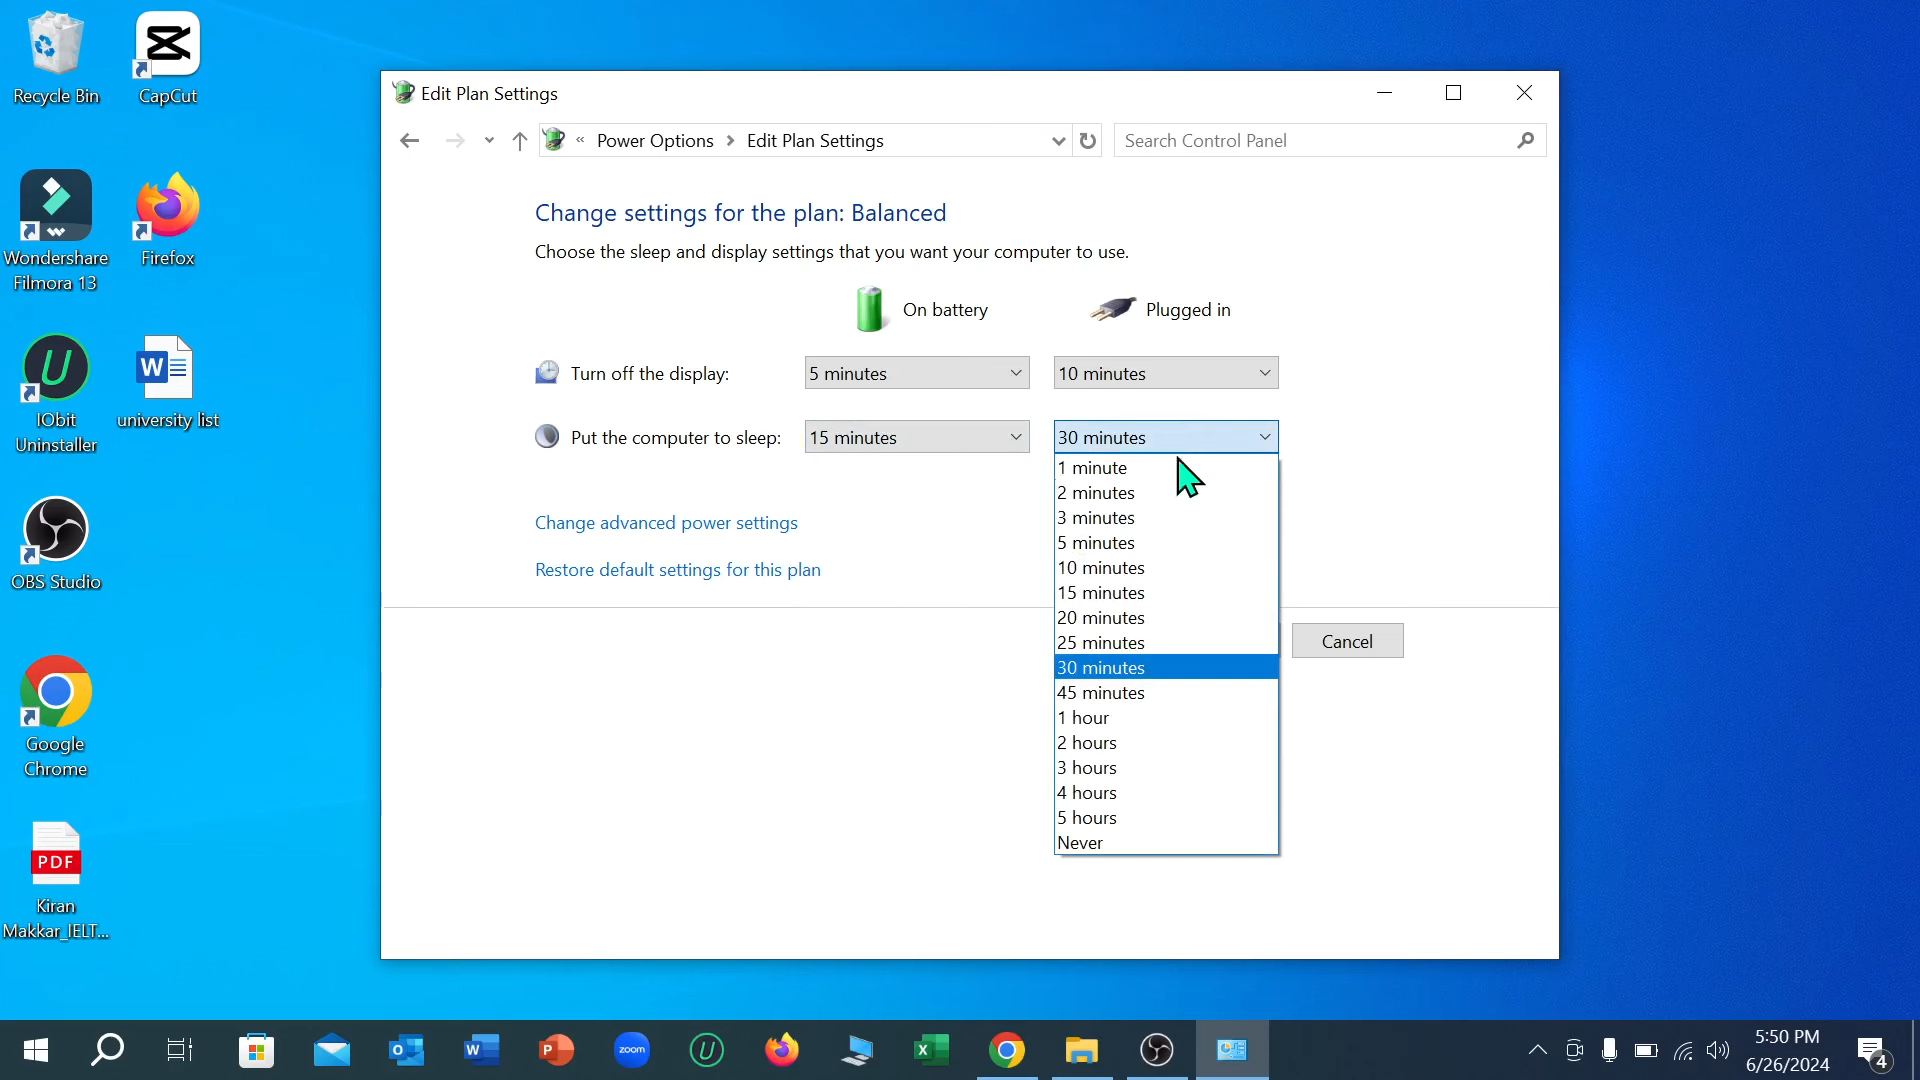 Recycle Bin
CapCut
Wondershare
Filmora 13
Firefox
IObit
Uninstaller
W
university list
OBS Studio
Google
Chrome
PDF
Kiran
Makkar_IELT...
Edit Plan Settings
« Power Options > Edit Plan Settings
Search Control Panel
Change settings for the plan: Balanced
Choose the sleep and display settings that you want your computer to use.
On battery
Plugged in
Turn off the display:
5 minutes
10 minutes
Put the computer to sleep:
15 minutes
30 minutes
1 minute
2 minutes
3 minutes
5 minutes
10 minutes
15 minutes
20 minutes
25 minutes
30 minutes
45 minutes
1 hour
2 hours
3 hours
4 hours
5 hours
Never
Change advanced power settings
Restore default settings for this plan
Cancel
zoom
5:50 PM
6/26/2024
4